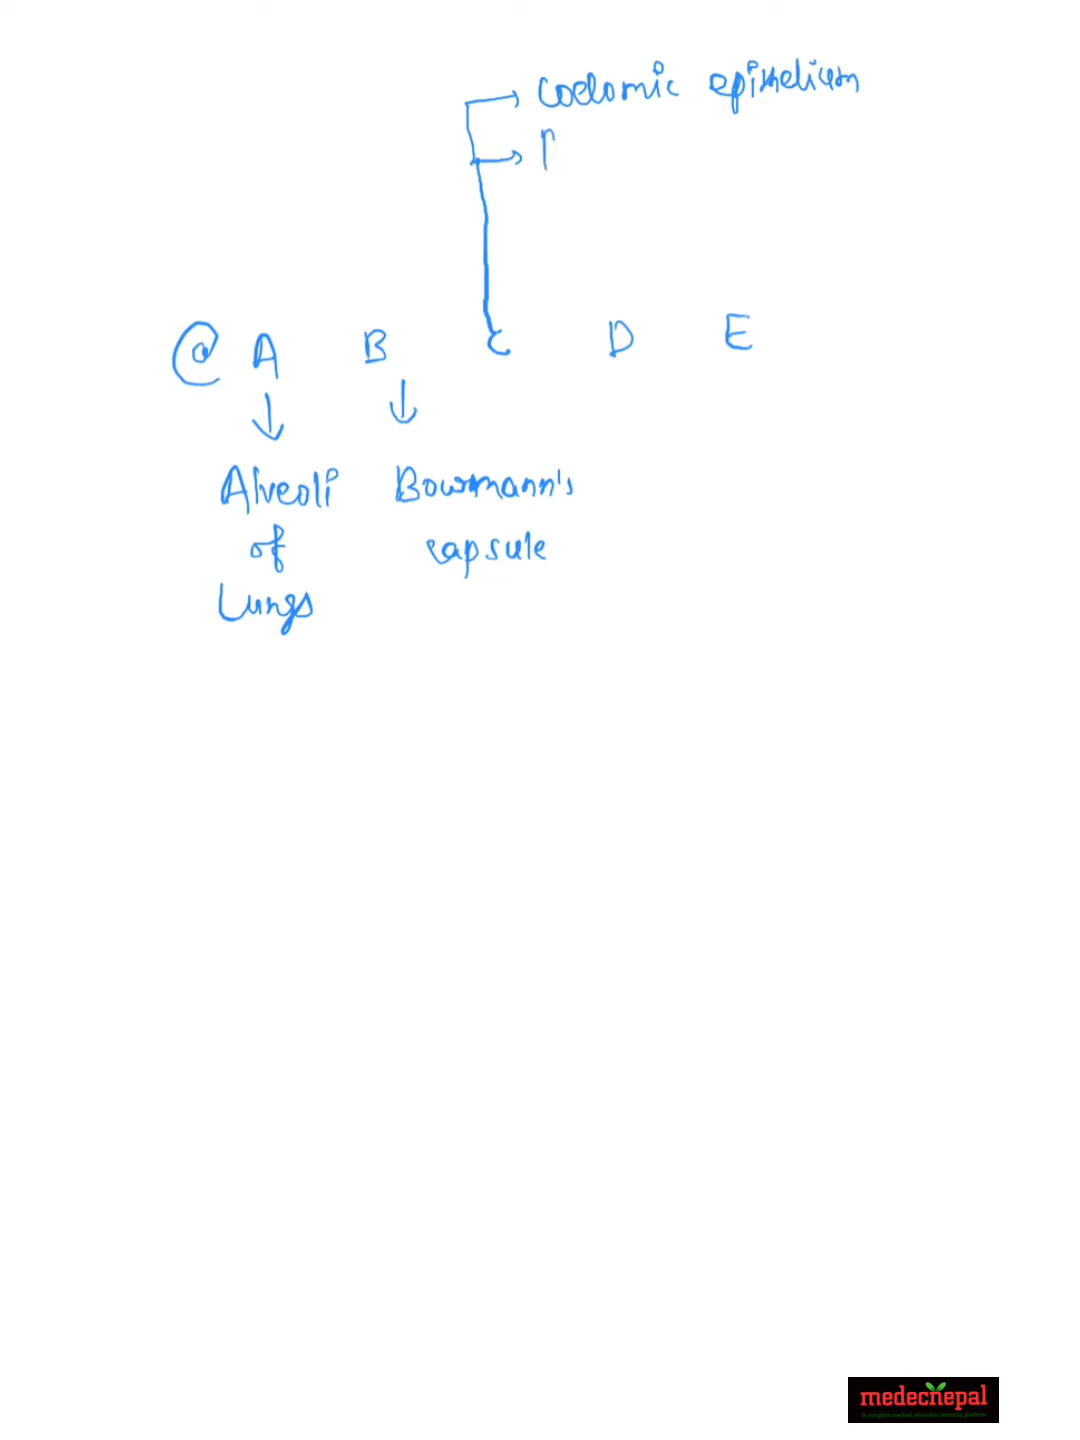 → Coelomic epithelium
→
@ A B C D E
↓ ↓
Alveoli Bowmann's
of capsule
Lungs
medecnepal